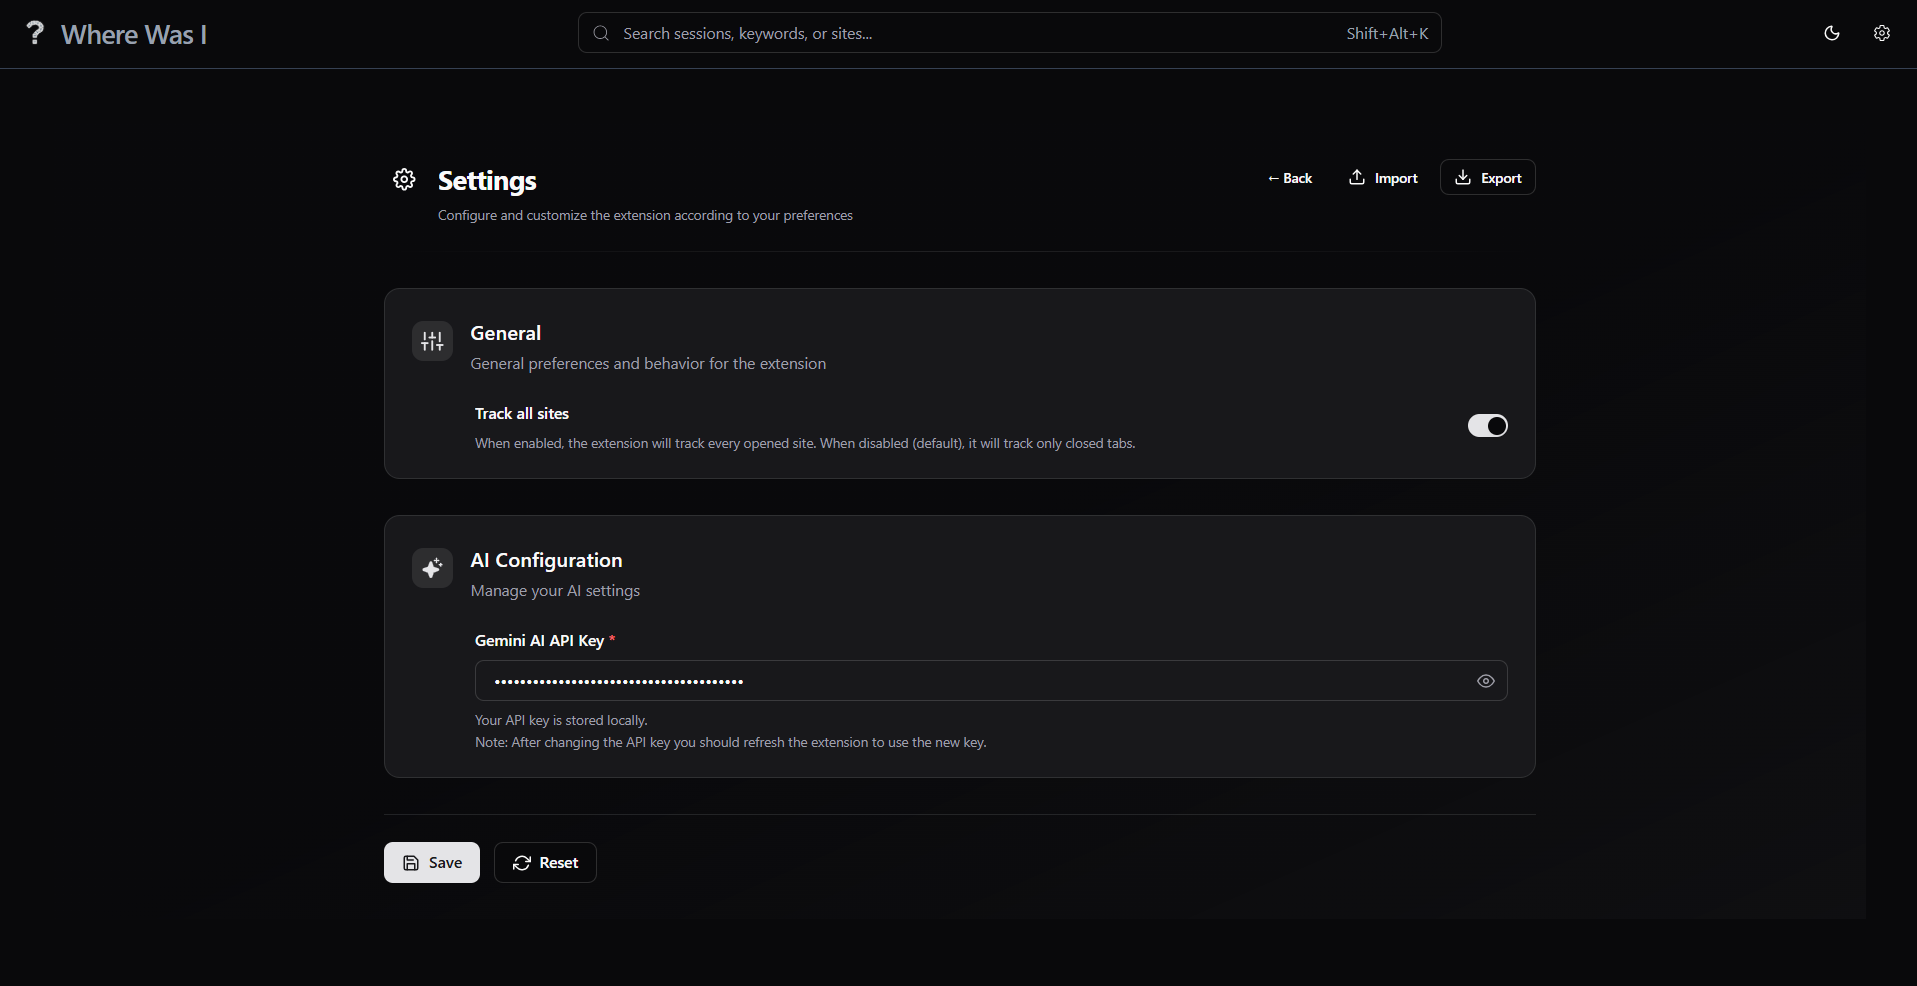 ? Where Was I
Search sessions, keywords, or sites...
Shift+Alt+K
Settings
← Back
Import
Export
Configure and customize the extension according to your preferences
General
General preferences and behavior for the extension
Track all sites
When enabled, the extension will track every opened site. When disabled (default), it will track only closed tabs.
AI Configuration
Manage your AI settings
Gemini AI API Key *
•••••••••••••••••••••••••••••••••••••••
Your API key is stored locally.
Note: After changing the API key you should refresh the extension to use the new key.
Save
Reset